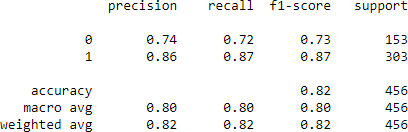 precision recall f1-score support
0 0.74 0.72 0.73 153
1 0.86 0.87 0.87 303
accuracy 0.82 456
macro avg 0.80 0.80 0.80 456
weighted avg 0.82 0.82 0.82 456